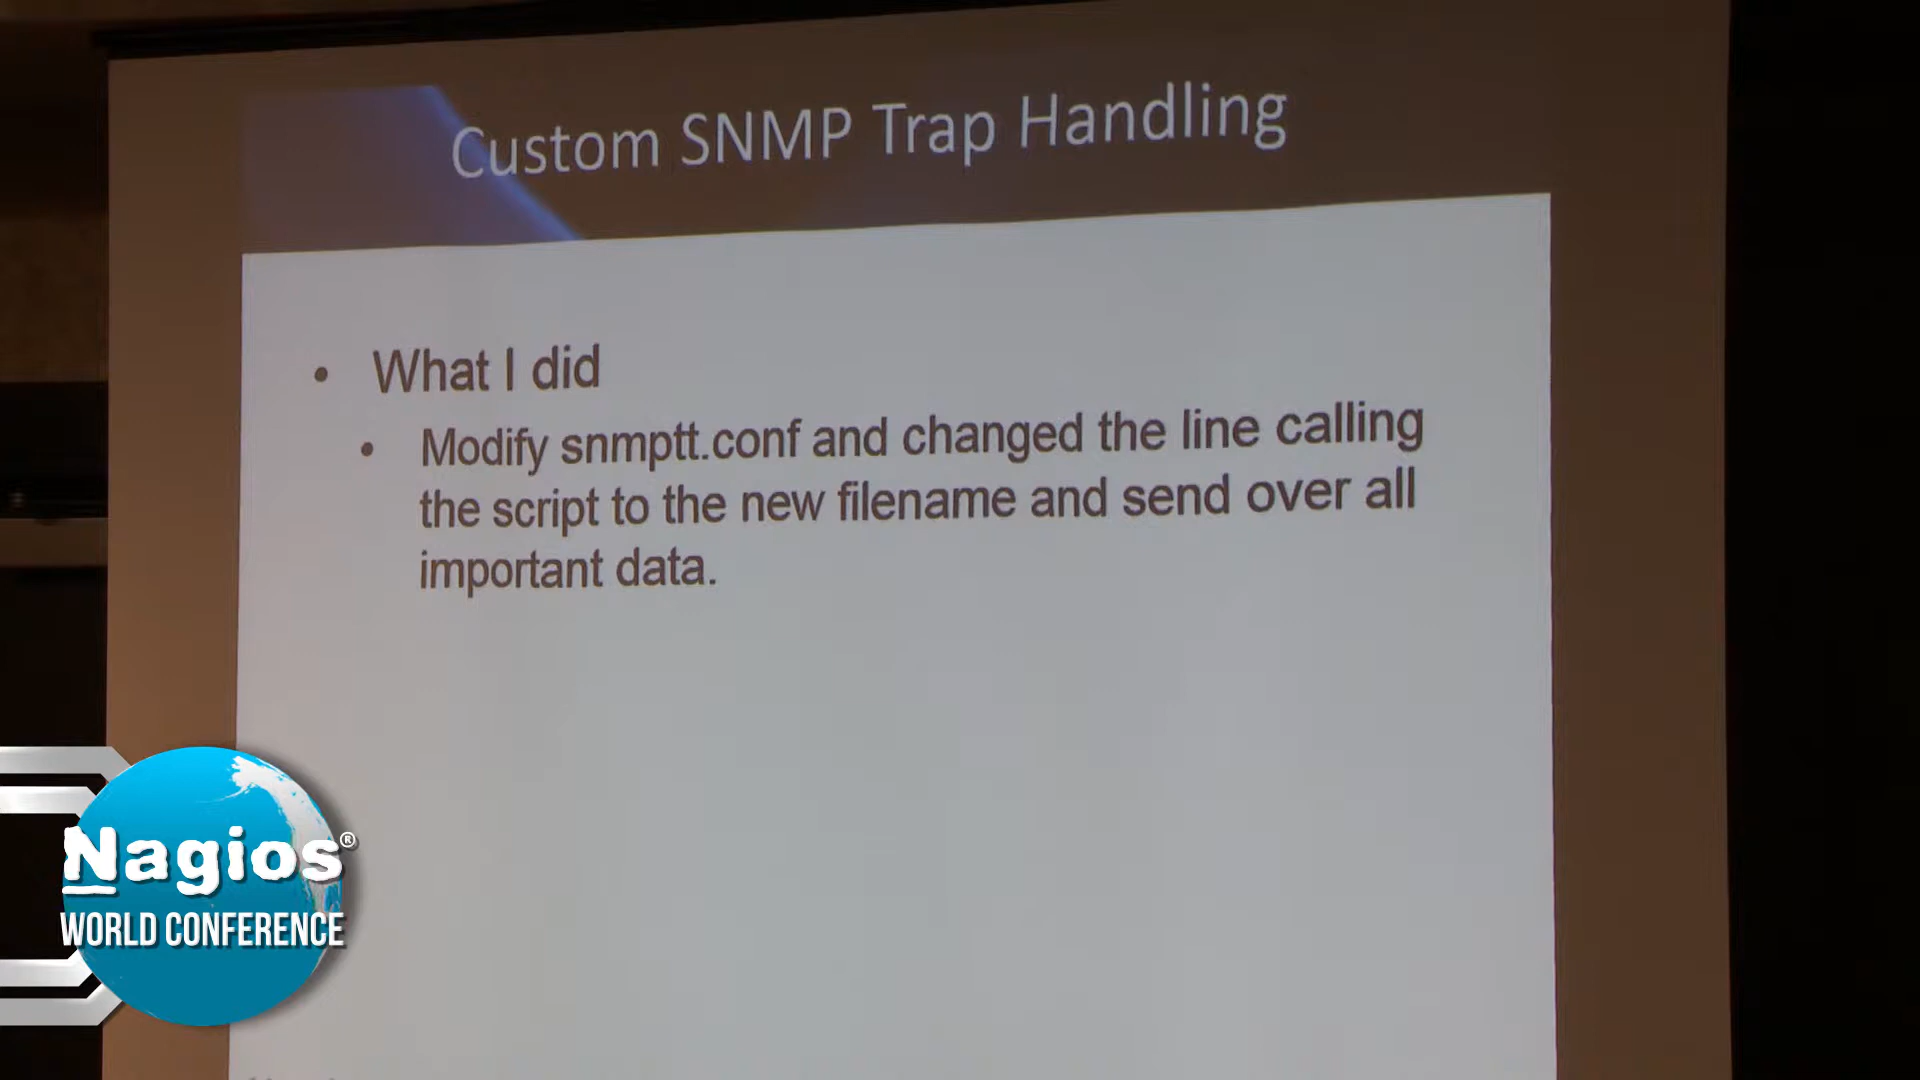 Custom SNMP Trap Handling
• What I did
• Modify snmptt.conf and changed the line calling
the script to the new filename and send over all
important data.
Nagios®
WORLD CONFERENCE